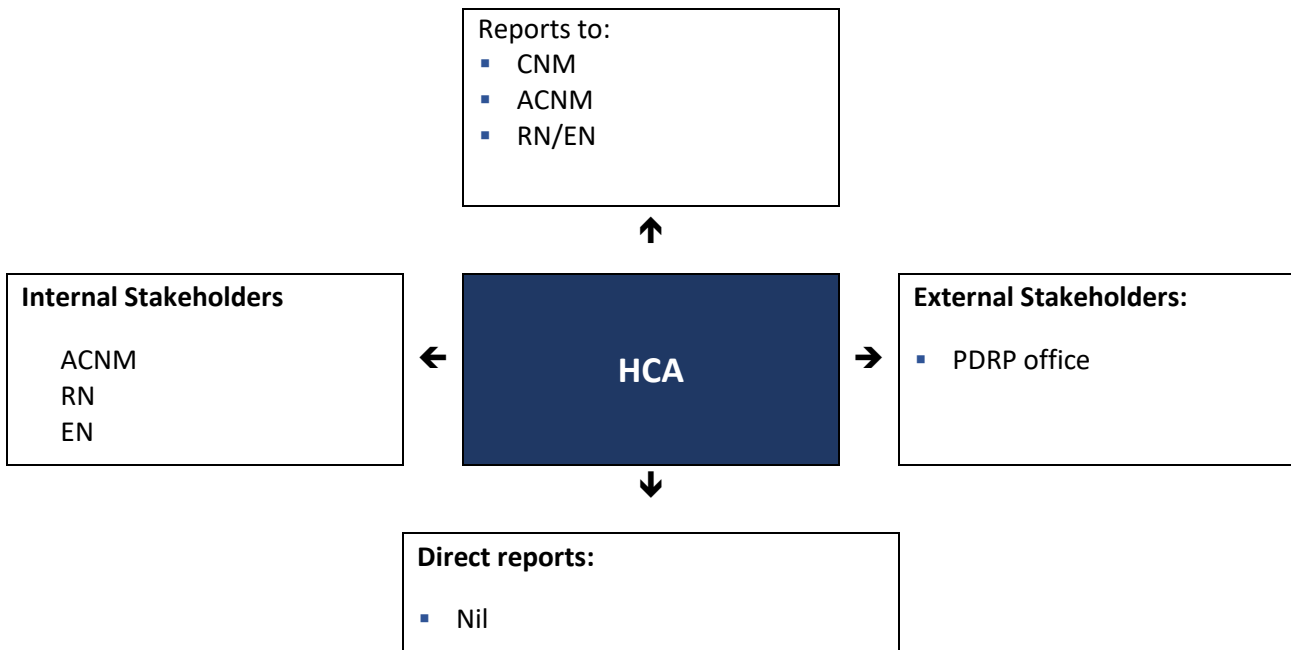 Reports to:
▪ CNM
▪ ACNM
▪ RN/EN
Internal Stakeholders
ACNM
RN
EN
HCA
External Stakeholders:
▪ PDRP office
Direct reports:
▪ Nil